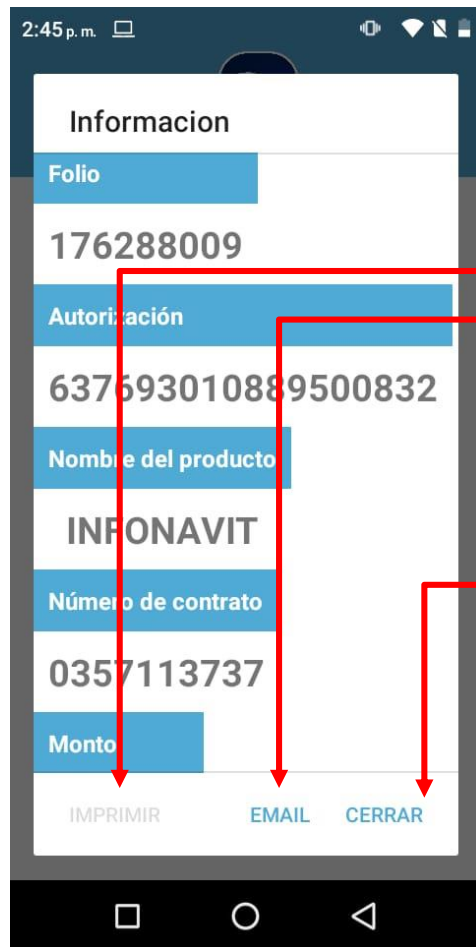 2:45 p. m.
Informacion
Folio
176288009
Autorización
637693010889500832
Nombre del producto
INFONAVIT
Número de contrato
0357113737
Monto
IMPRIMIR EMAIL CERRAR